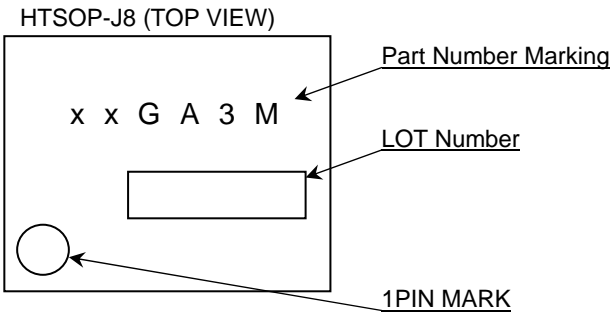 HTSOP-J8 (TOP VIEW)
Part Number Marking
x x G A 3 M
LOT Number
1PIN MARK